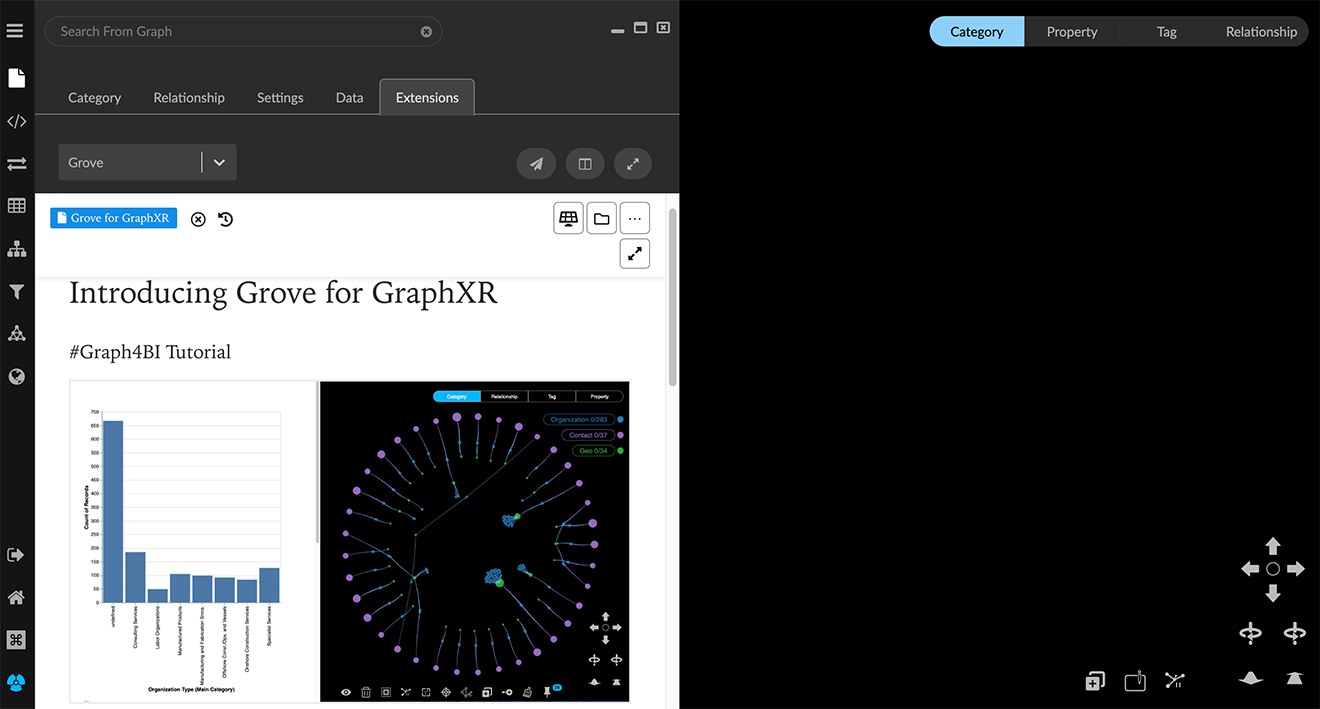 Search From Graph
Category Property Tag Relationship
Category Relationship Settings Data Extensions
Grove
Grove for GraphXR
Introducing Grove for GraphXR
#Graph4BI Tutorial
Category Relationship Tag Property
Organization 0/283
Contact 0/37
Geo 0/34
700
650
600
550
500
450
400
350
300
250
200
150
100
50
0
Count of Records
undefined
Consulting Services
Labor Organizations
Manufactured Products
Manufacturing and Fabrication Srvcs.
Offshore Const./Ops. and Vessels
Onshore Construction Services
Specialist Services
Organization Type (Main Category)